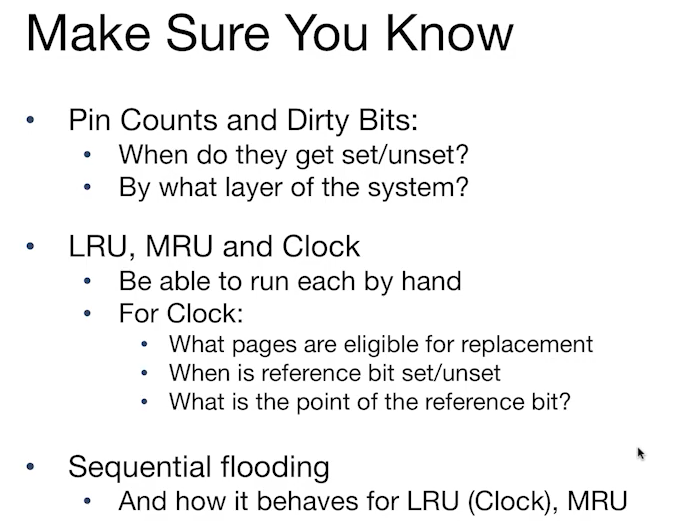 Make Sure You Know
• Pin Counts and Dirty Bits:
• When do they get set/unset?
• By what layer of the system?
• LRU, MRU and Clock
• Be able to run each by hand
• For Clock:
• What pages are eligible for replacement
• When is reference bit set/unset
• What is the point of the reference bit?
• Sequential flooding
• And how it behaves for LRU (Clock), MRU